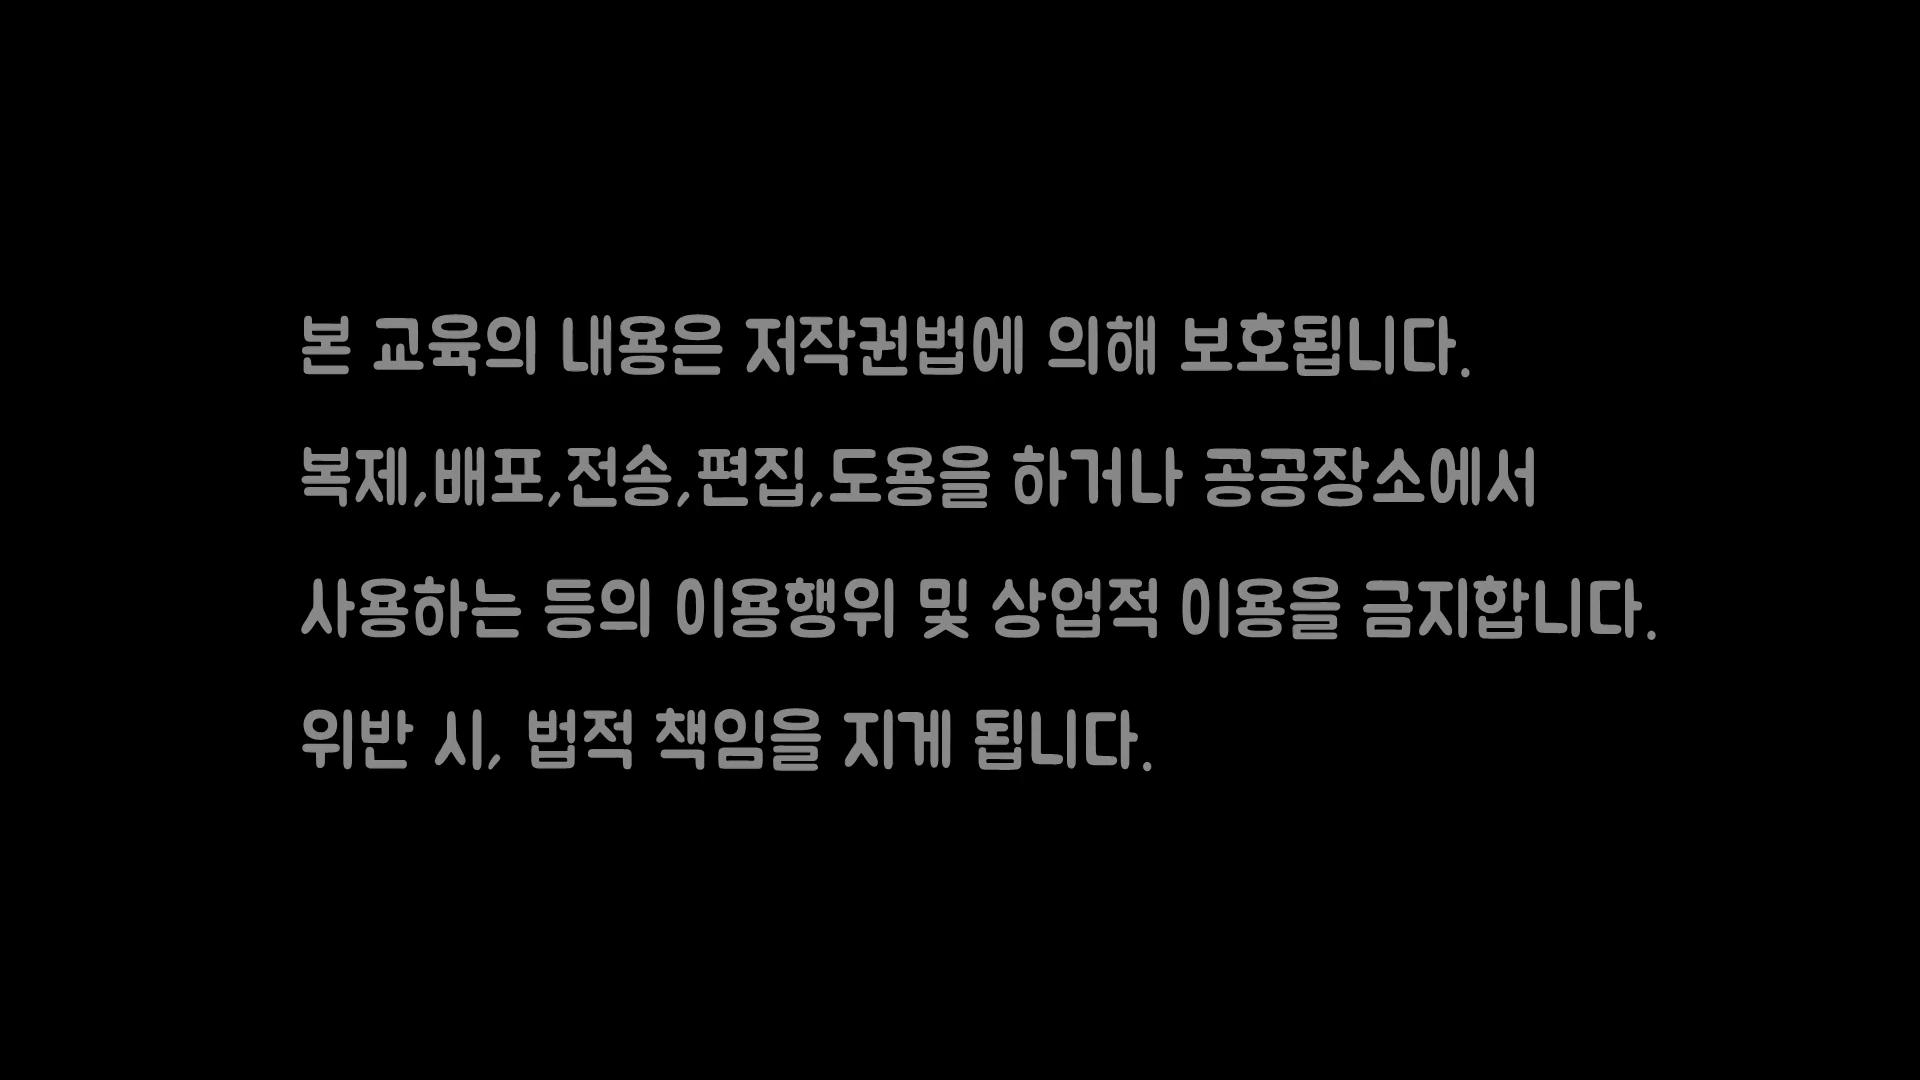 본 교육의 내용은 저작권법에 의해 보호됩니다.
복제,배포,전송,편집,도용을 하거나 공공장소에서
사용하는 등의 이용행위 및 상업적 이용을 금지합니다.
위반 시, 법적 책임을 지게 됩니다.